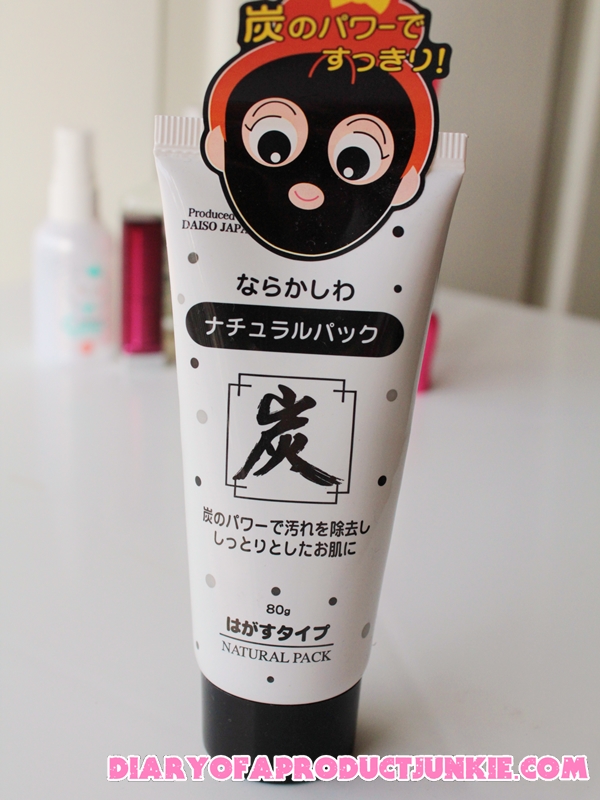 炭のパワーで
すっきり!
Produced
DAISO JAPA
ならかしわ
ナチュラルパック
炭
炭のパワーで汚れを除去し
しっとりとしたお肌に
80g
はがすタイプ
NATURAL PACK
DIARYOFAPRODUCTJUNKIE.COM